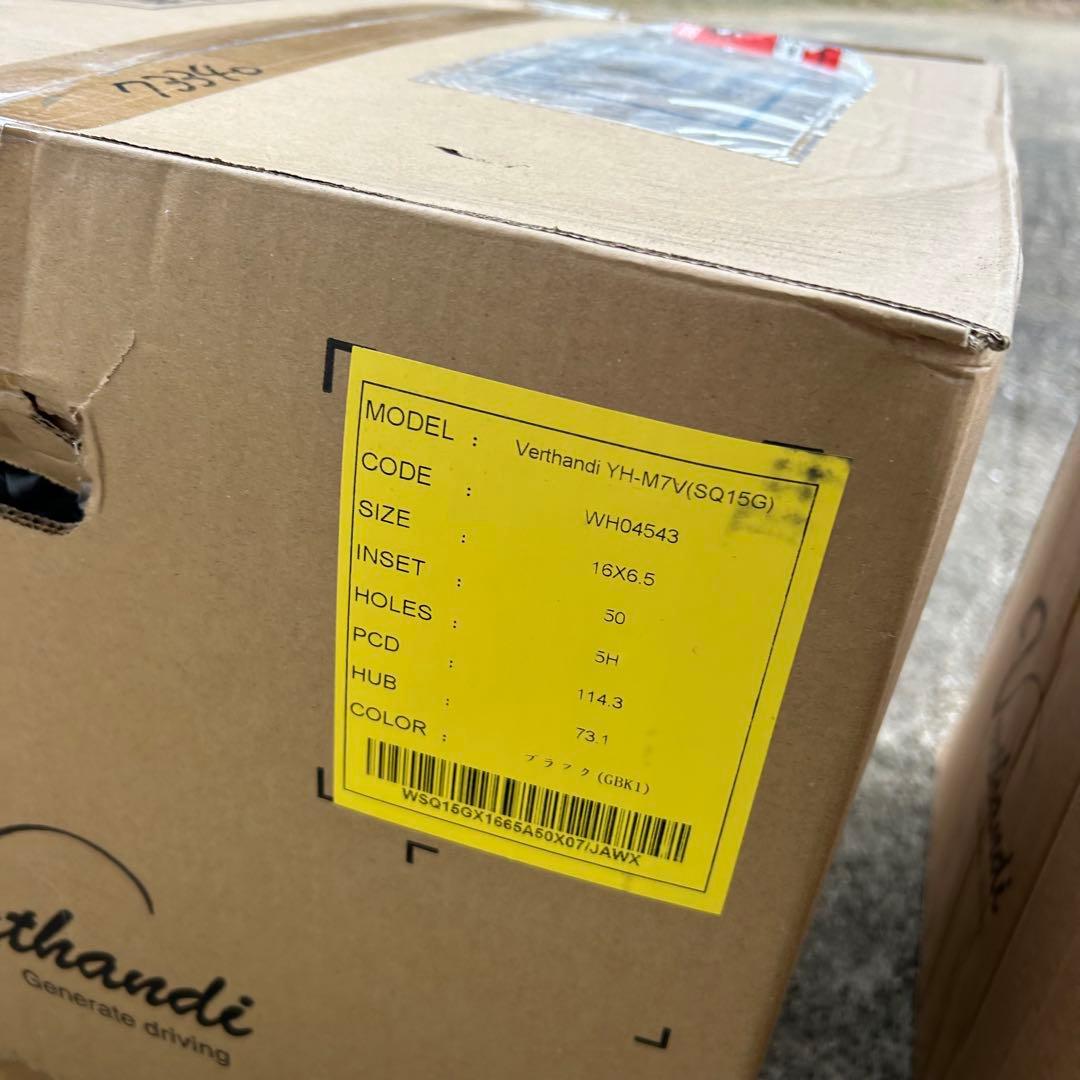 73340
MODEL : Verthandi YH-M7V(SQ15G)
CODE : WH04543
SIZE : 16X6.5
INSET : 50
HOLES : 5H
PCD : 114.3
HUB : 73.1
COLOR : ブラック(GBK1)
WSQ15GX1665A50X07/JAWX
thandi
Generate driving